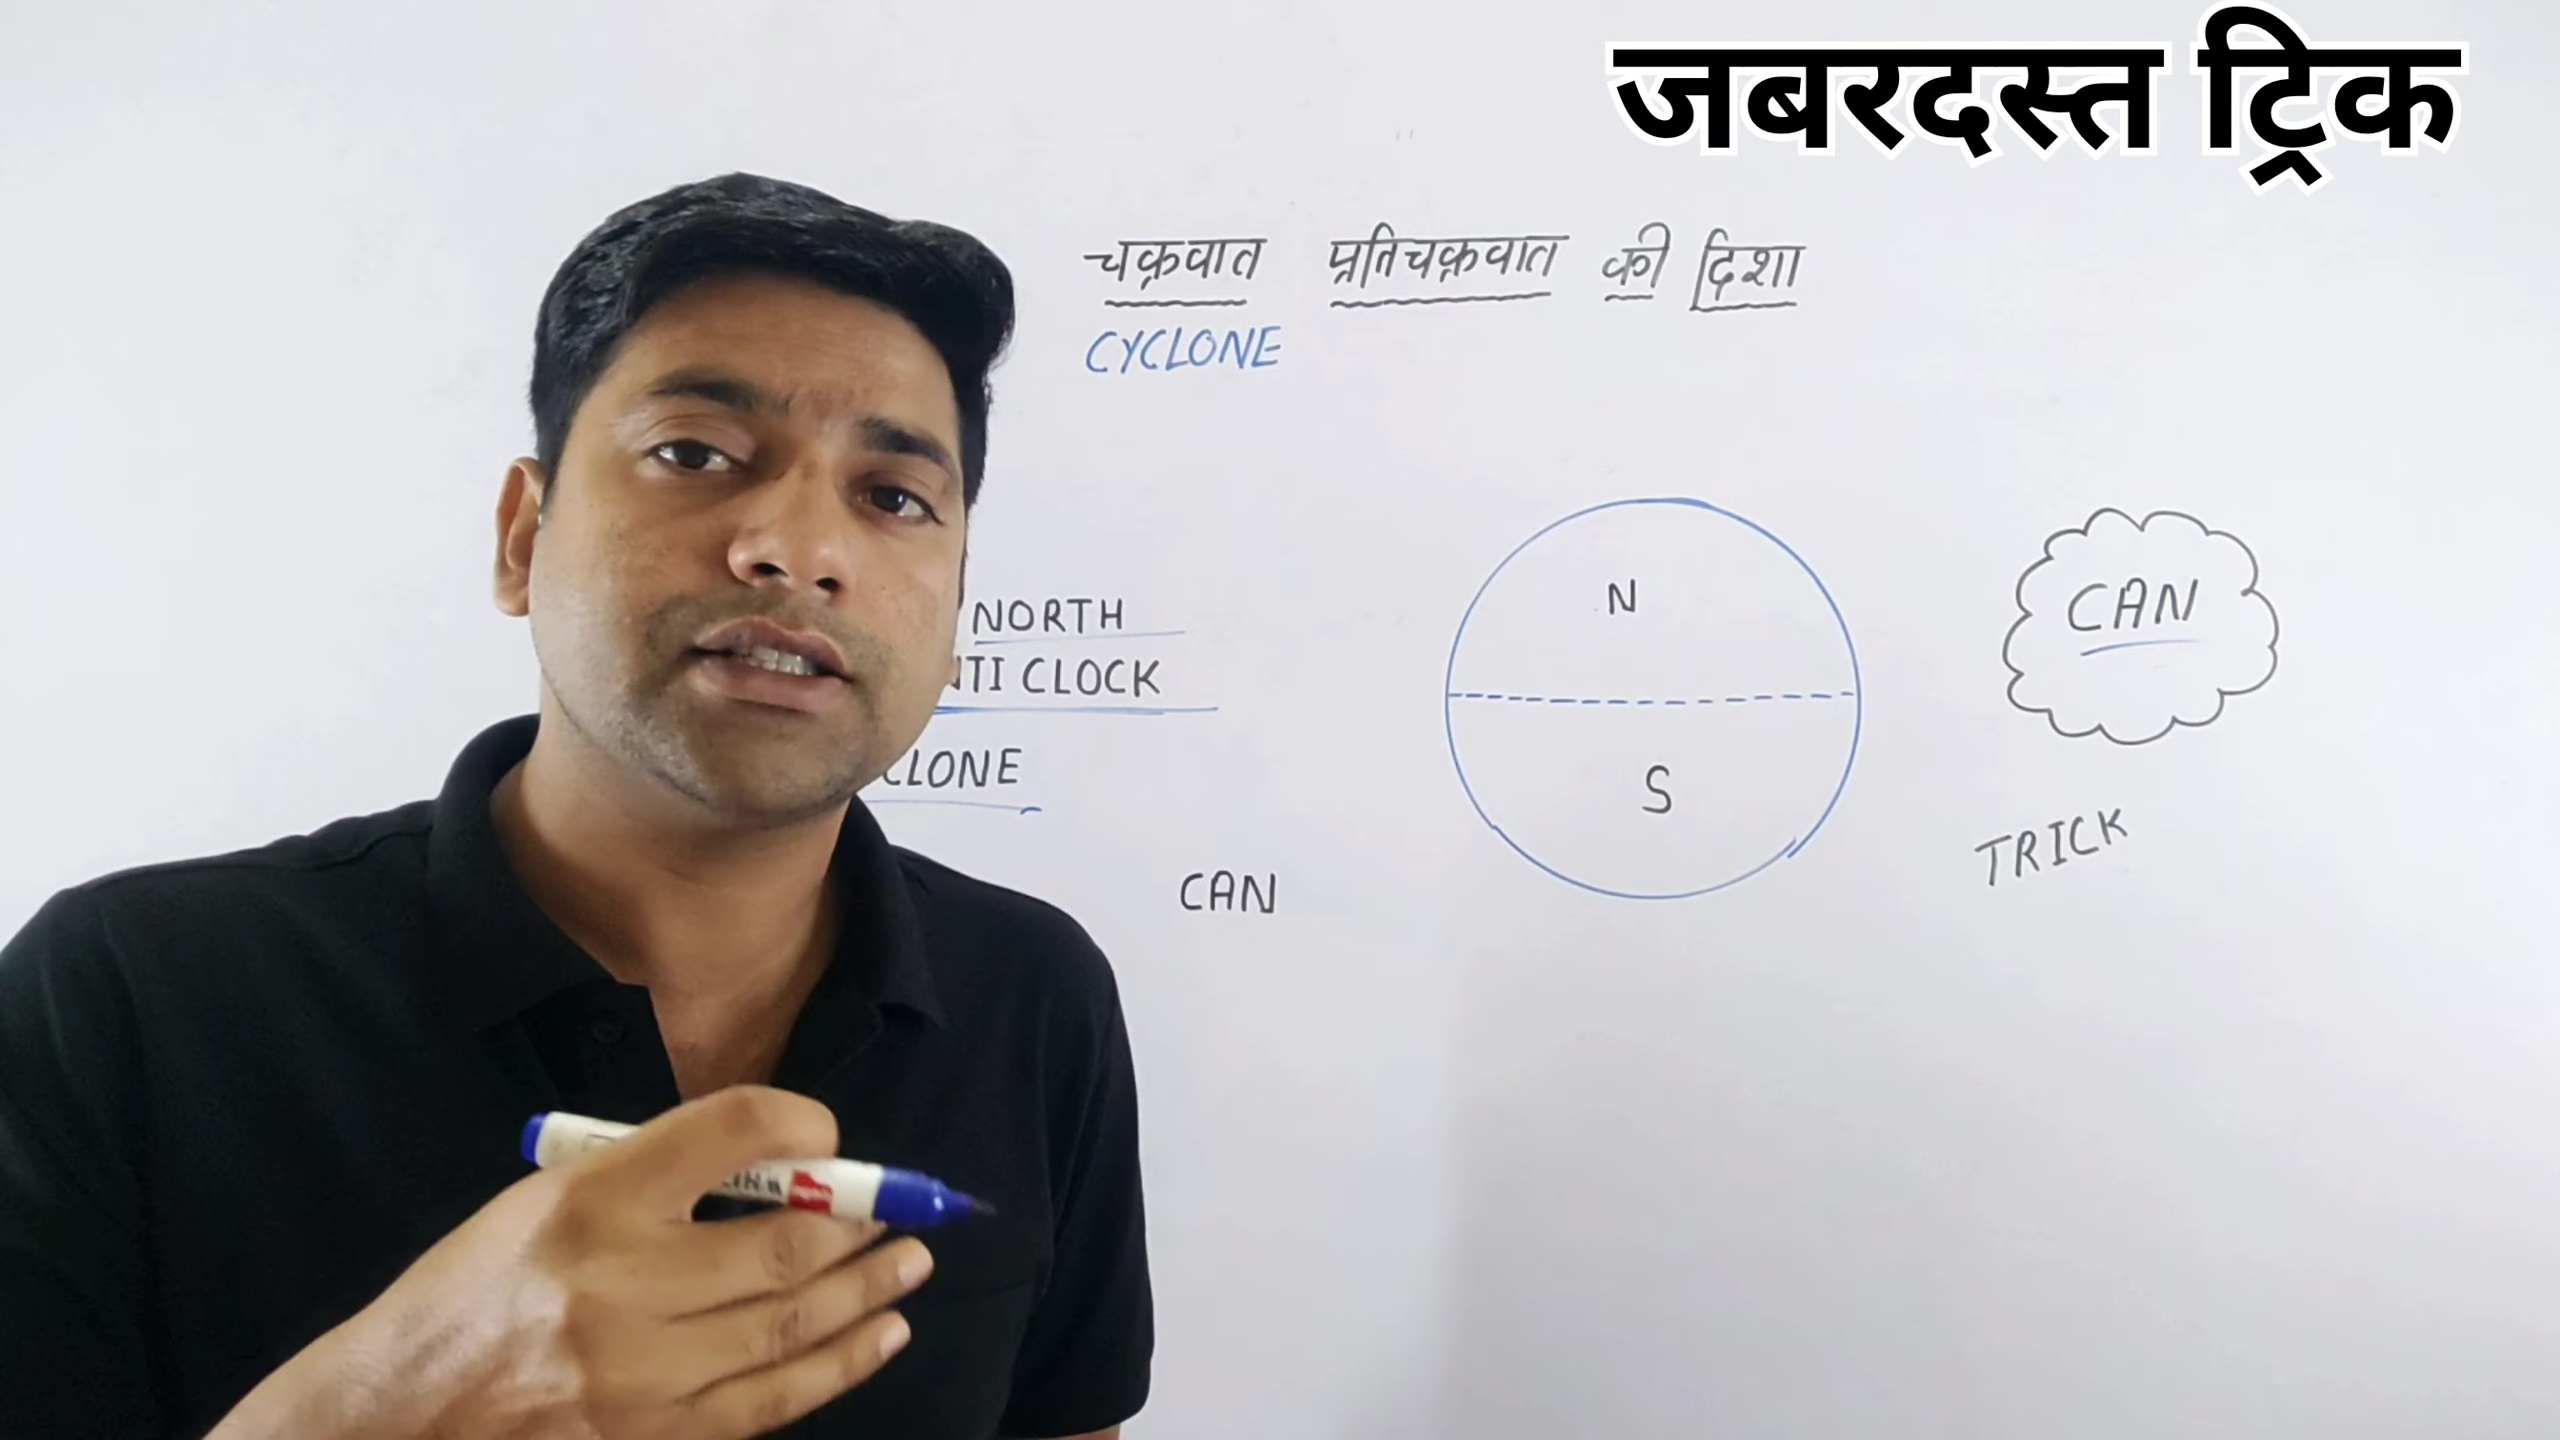 जबरदस्त ट्रिक
चक्रवात प्रतिचक्रवात की दिशा
CYCLONE
NORTH
NTI CLOCK
CLONE
CAN
N
S
CAN
TRICK